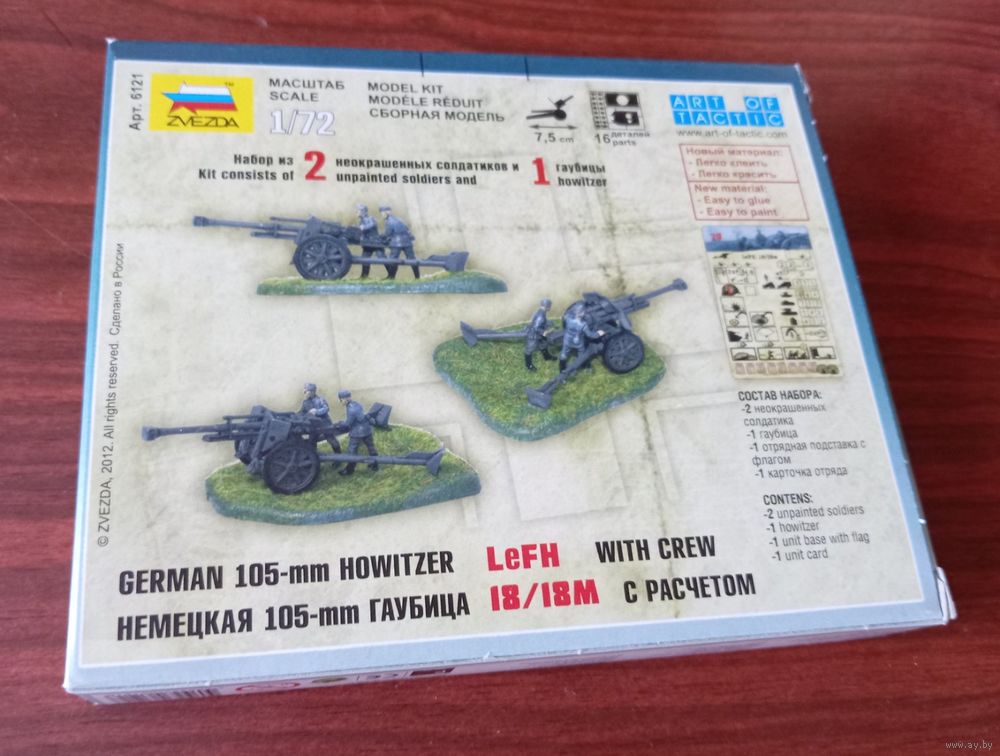 Арт. 6121
ZVEZDA
МАСШТАБ
SCALE
1/72
MODEL KIT
MODÈLE RÉDUIT
СБОРНАЯ МОДЕЛЬ
7,5 cm
16 деталей
parts
ART OF
TACTIC
www.art-of-tactic.com
Набор из 2 неокрашенных солдатиков и 1 гаубицы
Kit consists of unpainted soldiers and howitzer
Новый материал:
- Легко клеить
- Легко красить
New material:
- Easy to glue
- Easy to paint
© ZVEZDA, 2012. All rights reserved. Сделано в России
СОСТАВ НАБОРА:
-2 неокрашенных
солдатика
-1 гаубица
-1 отрядная подставка с
флагом
-1 карточка отряда
CONTENS:
-2 unpainted soldiers
-1 howitzer
-1 unit base with flag
-1 unit card
GERMAN 105-mm HOWITZER LeFH WITH CREW
НЕМЕЦКАЯ 105-mm ГАУБИЦА 18/18M С РАСЧЕТОМ
www.ay.by